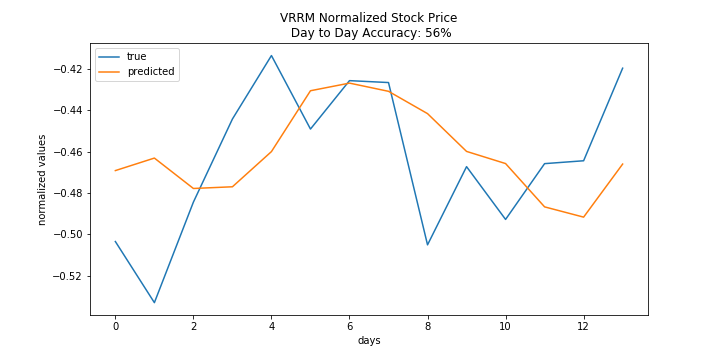 VRRM Normalized Stock Price
Day to Day Accuracy: 56%
true
predicted
normalized values
−0.42
−0.44
−0.46
−0.48
−0.50
−0.52
0 2 4 6 8 10 12
days